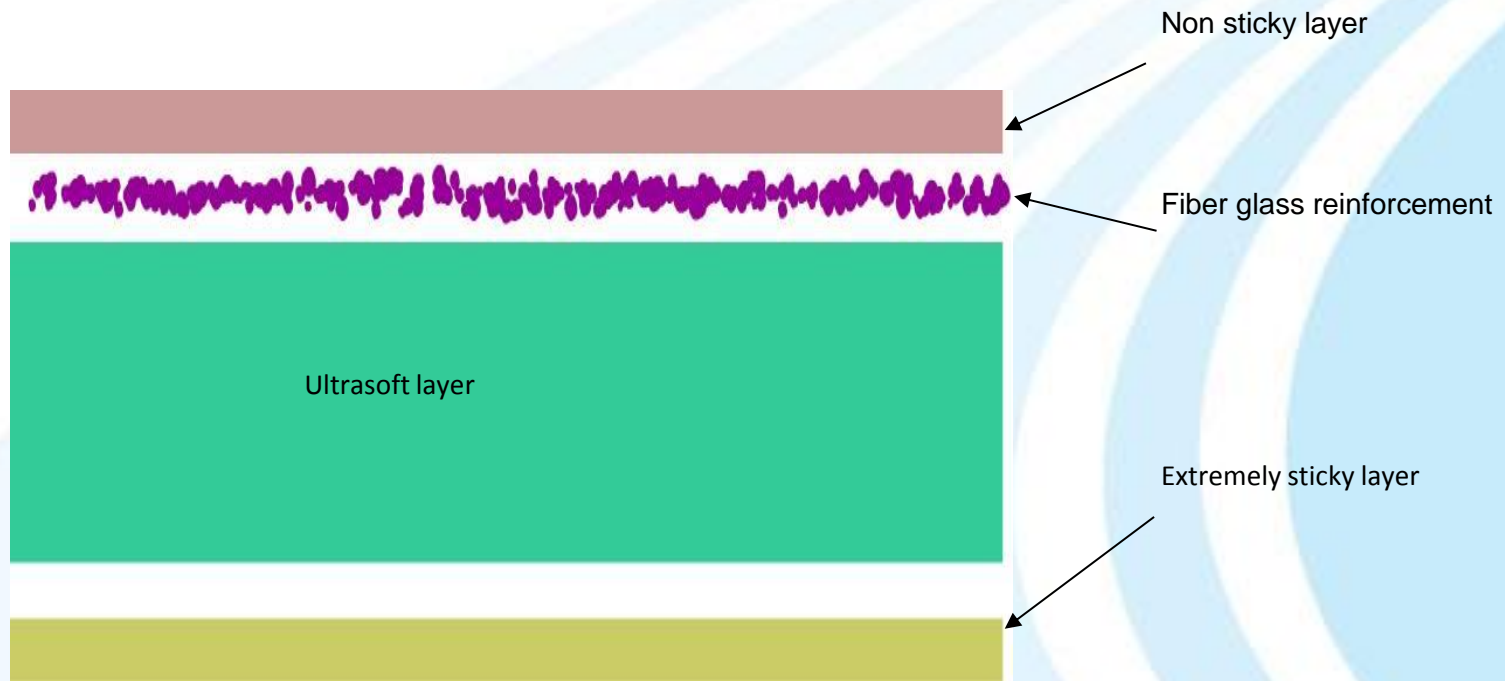 Non sticky layer
Fiber glass reinforcement
Ultrasoft layer
Extremely sticky layer